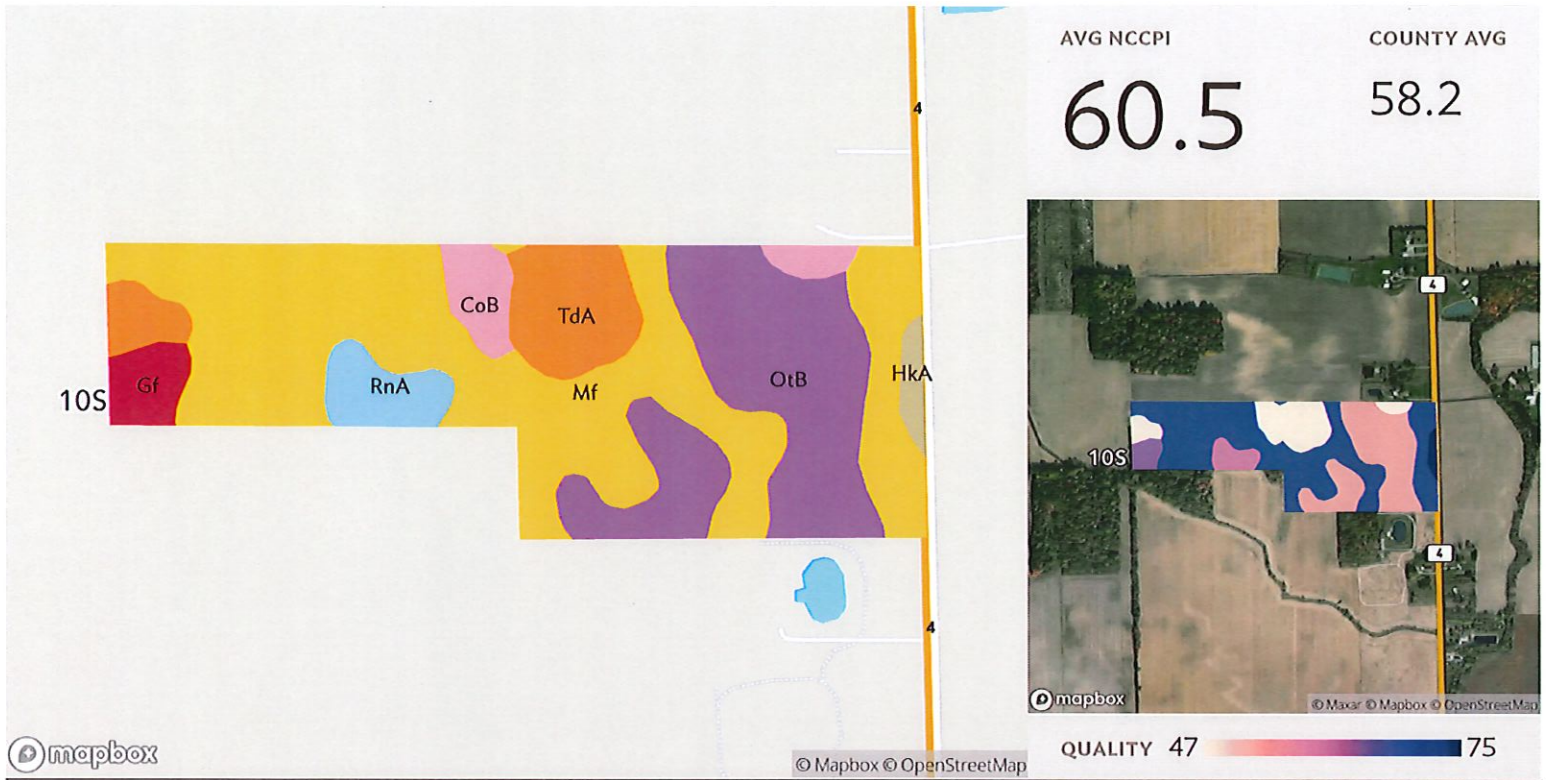 AVG NCCPI
COUNTY AVG
60.5
58.2
4
CoB
TdA
Gf
RnA
Mf
OtB
HkA
10S
4
mapbox
© Mapbox © OpenStreetMap
4
10S
4
mapbox
© Maxar © Mapbox © OpenStreetMap
QUALITY 47 75